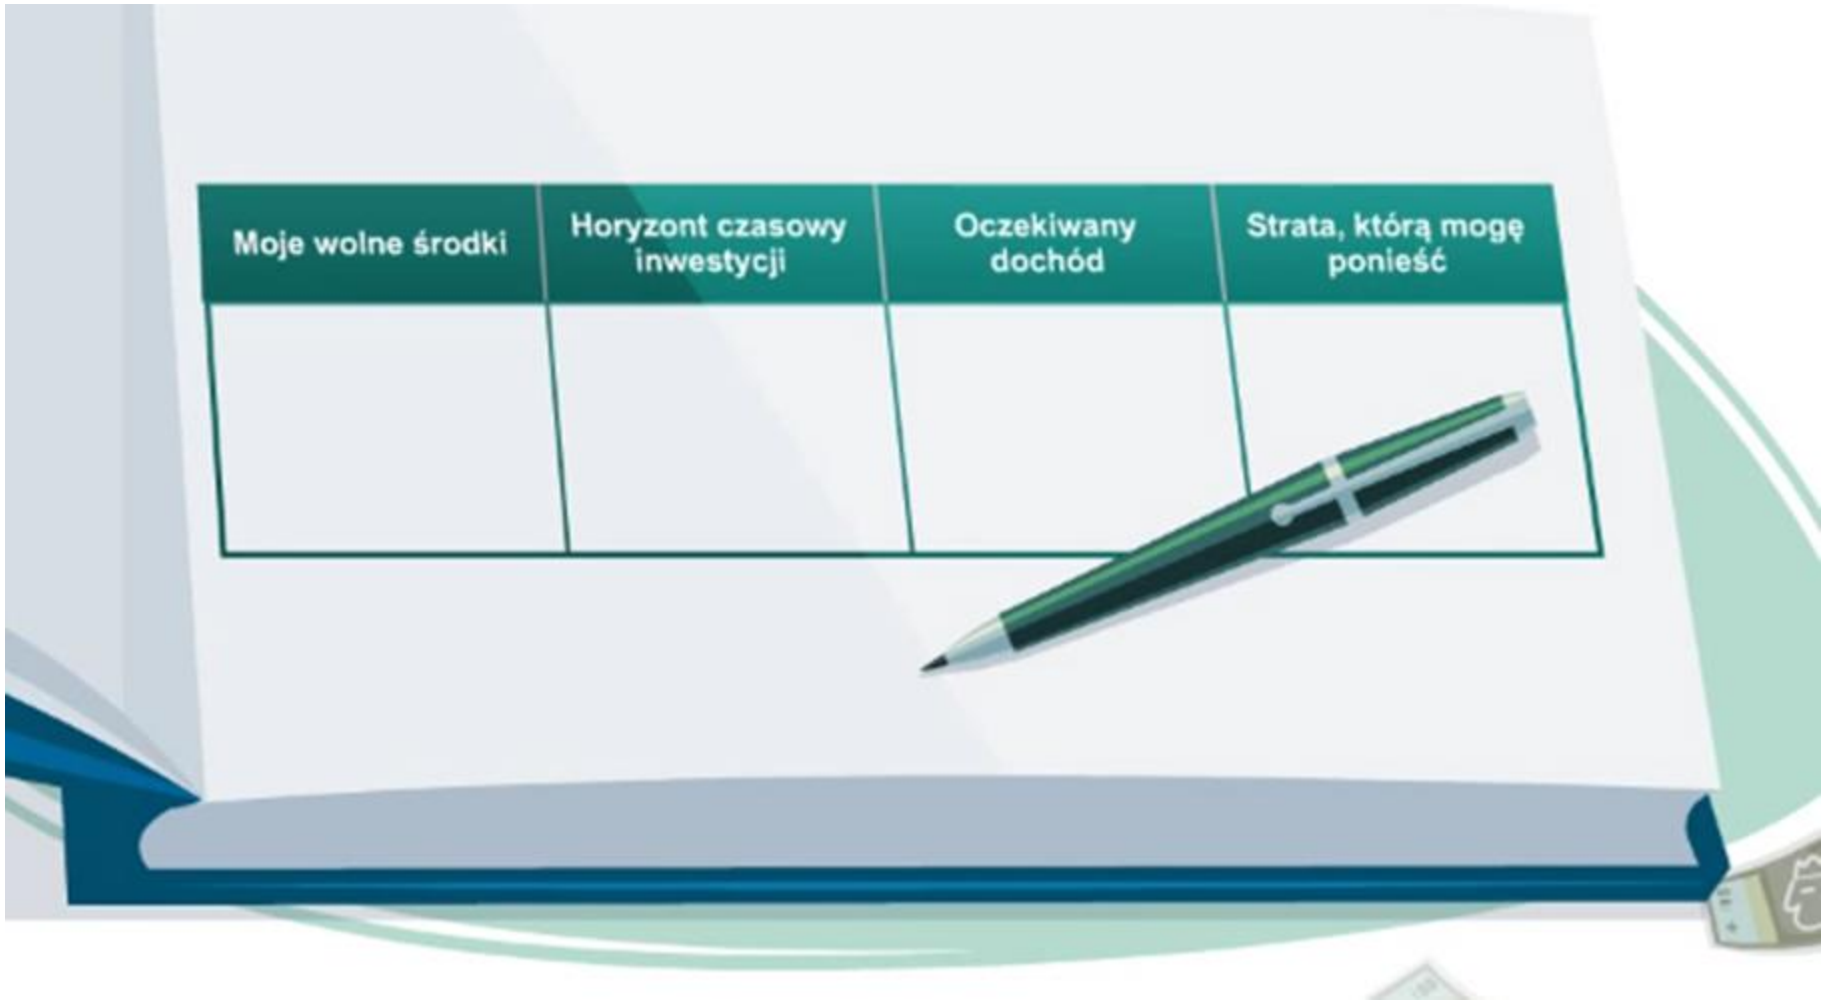 Moje wolne środki
Horyzont czasowy
inwestycji
Oczekiwany
dochód
Strata, którą mogę
ponieść